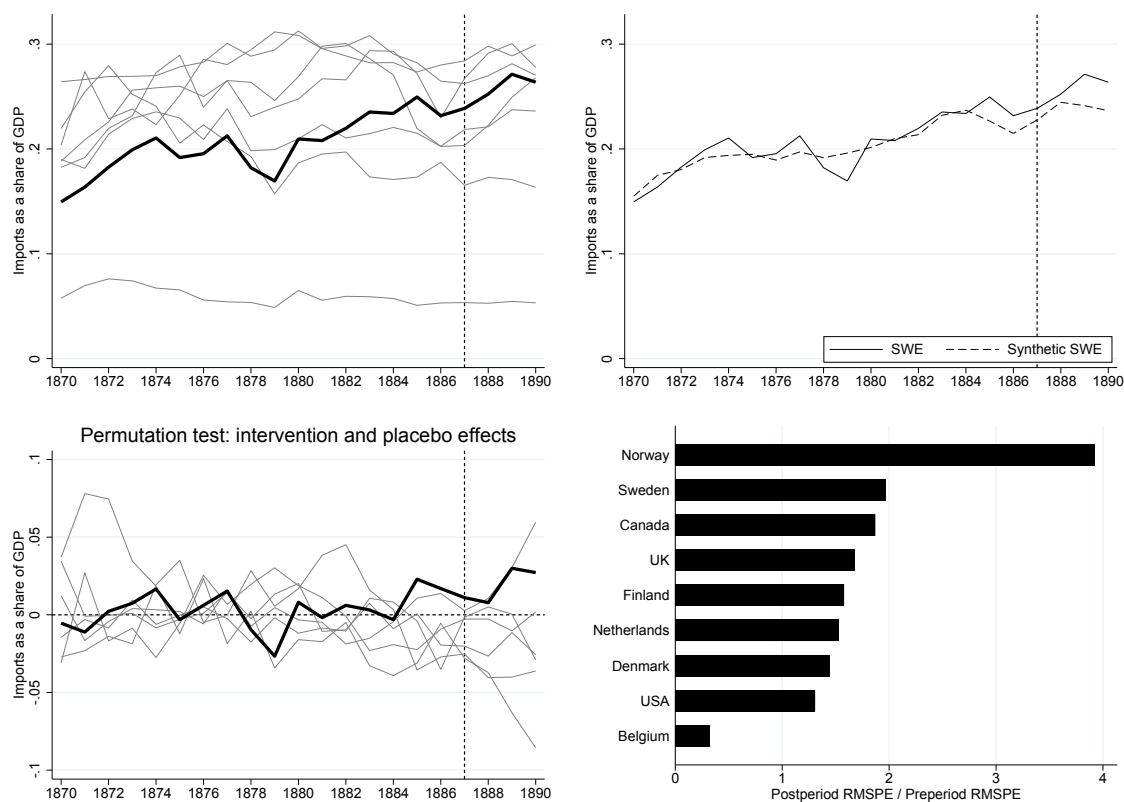 Imports as a share of GDP
.3
.2
.1
0
1870 1872 1874 1876 1878 1880 1882 1884 1886 1888 1890
Imports as a share of GDP
.3
.2
.1
0
SWE Synthetic SWE
1870 1872 1874 1876 1878 1880 1882 1884 1886 1888 1890
Permutation test: intervention and placebo effects
Imports as a share of GDP
.1
.05
0
-.05
-.1
1870 1872 1874 1876 1878 1880 1882 1884 1886 1888 1890
Norway
Sweden
Canada
UK
Finland
Netherlands
Denmark
USA
Belgium
0 1 2 3 4
Postperiod RMSPE / Preperiod RMSPE